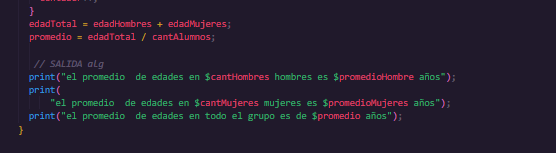 }
edadTotal = edadHombres + edadMujeres;
promedio = edadTotal / cantAlumnos;
// SALIDA alg
print("el promedio  de edades en $cantHombres hombres es $promedioHombre años");
print(
"el promedio  de edades en $cantMujeres mujeres es $promedioMujeres años");
print("el promedio  de edades en todo el grupo es de $promedio años");
}